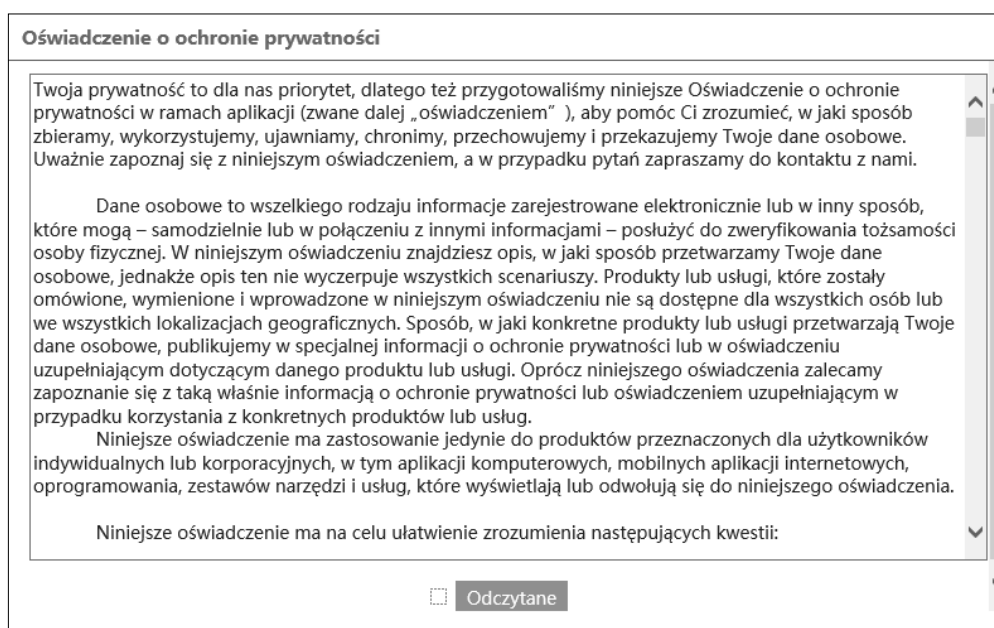 Oświadczenie o ochronie prywatności
Twoja prywatność to dla nas priorytet, dlatego też przygotowaliśmy niniejsze Oświadczenie o ochronie
prywatności w ramach aplikacji (zwane dalej „oświadczeniem” ), aby pomóc Ci zrozumieć, w jaki sposób
zbieramy, wykorzystujemy, ujawniamy, chronimy, przechowujemy i przekazujemy Twoje dane osobowe.
Uważnie zapoznaj się z niniejszym oświadczeniem, a w przypadku pytań zapraszamy do kontaktu z nami.
Dane osobowe to wszelkiego rodzaju informacje zarejestrowane elektronicznie lub w inny sposób,
które mogą – samodzielnie lub w połączeniu z innymi informacjami – posłużyć do zweryfikowania tożsamości
osoby fizycznej. W niniejszym oświadczeniu znajdziesz opis, w jaki sposób przetwarzamy Twoje dane
osobowe, jednakże opis ten nie wyczerpuje wszystkich scenariuszy. Produkty lub usługi, które zostały
omówione, wymienione i wprowadzone w niniejszym oświadczeniu nie są dostępne dla wszystkich osób lub
we wszystkich lokalizacjach geograficznych. Sposób, w jaki konkretne produkty lub usługi przetwarzają Twoje
dane osobowe, publikujemy w specjalnej informacji o ochronie prywatności lub w oświadczeniu
uzupełniającym dotyczącym danego produktu lub usługi. Oprócz niniejszego oświadczenia zalecamy
zapoznanie się z taką właśnie informacją o ochronie prywatności lub oświadczeniem uzupełniającym w
przypadku korzystania z konkretnych produktów lub usług.
Niniejsze oświadczenie ma zastosowanie jedynie do produktów przeznaczonych dla użytkowników
indywidualnych lub korporacyjnych, w tym aplikacji komputerowych, mobilnych aplikacji internetowych,
oprogramowania, zestawów narzędzi i usług, które wyświetlają lub odwołują się do niniejszego oświadczenia.
Niniejsze oświadczenie ma na celu ułatwienie zrozumienia następujących kwestii:
Odczytane